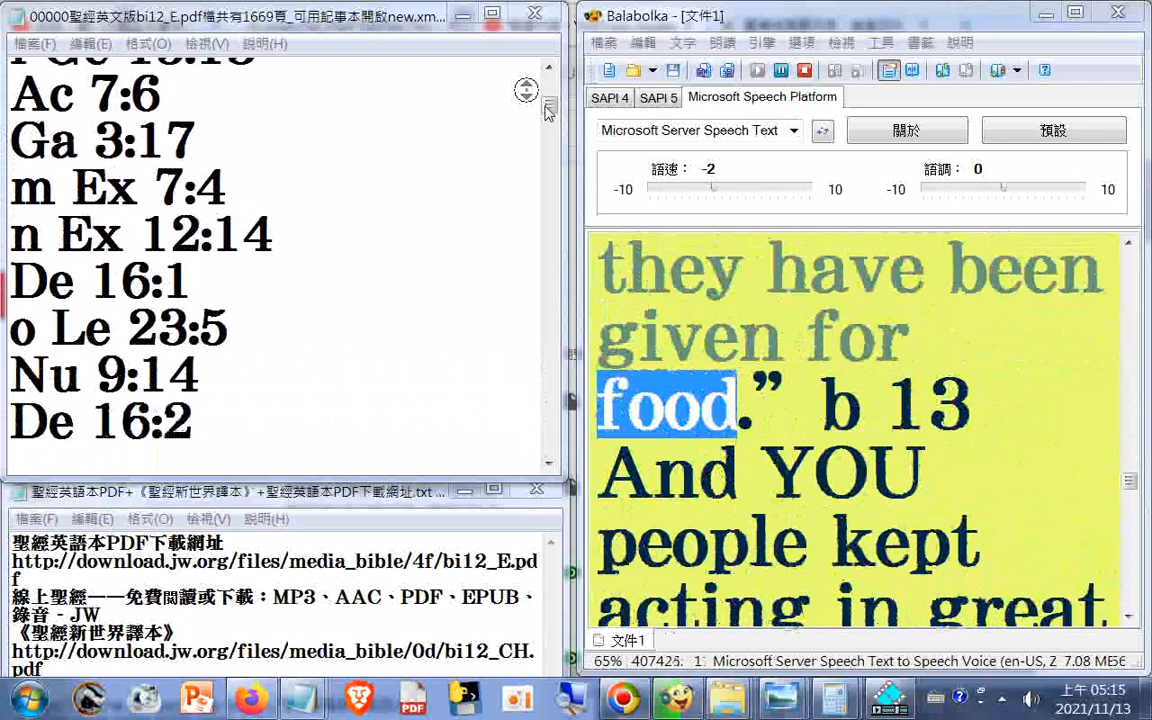 00000聖經英文版bi12_E.pdf檔共有1669頁_可用記事本開啟new.xm...
檔案(F) 編輯(E) 格式(O) 檢視(V) 說明(H)
Ac 7:6
Ga 3:17
m Ex 7:4
n Ex 12:14
De 16:1
o Le 23:5
Nu 9:14
De 16:2
聖經英語本PDF+《聖經新世界譯本》+聖經英語本PDF下載網址.txt ...
檔案(F) 編輯(E) 格式(O) 檢視(V) 說明(H)
聖經英語本PDF下載網址
http://download.jw.org/files/media_bible/4f/bi12_E.pd
f
線上聖經——免費閱讀或下載：MP3、AAC、PDF、EPUB、
錄音 - JW
《聖經新世界譯本》
http://download.jw.org/files/media_bible/0d/bi12_CH.
pdf
Balabolka - [文件1]
檔案 編輯 文字 朗讀 引擎 選項 檢視 工具 書籤 說明
SAPI 4 SAPI 5 Microsoft Speech Platform
Microsoft Server Speech Text 關於 預設
語速： -2 語調： 0
-10 10 -10 10
they have been
given for
food.” b 13
And YOU
people kept
acting in great
文件1
65% 407426. 1: Microsoft Server Speech Text to Speech Voice (en-US, Z 7.08 ME56
PDF
上午 05:15
2021/11/13